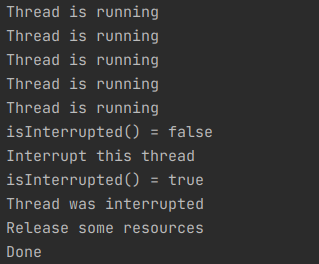 Thread is running
Thread is running
Thread is running
Thread is running
Thread is running
isInterrupted() = false
Interrupt this thread
isInterrupted() = true
Thread was interrupted
Release some resources
Done